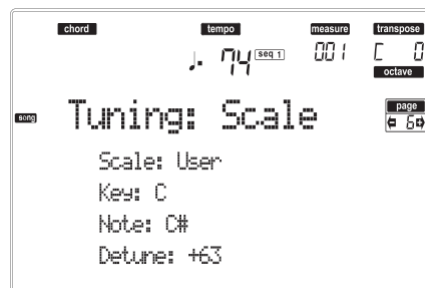 chord tempo measure transpose
♩. 74 seq 1 001 C 0
octave
song Tuning: Scale page
6
Scale: User
Key: C
Note: C#
Detune: +63